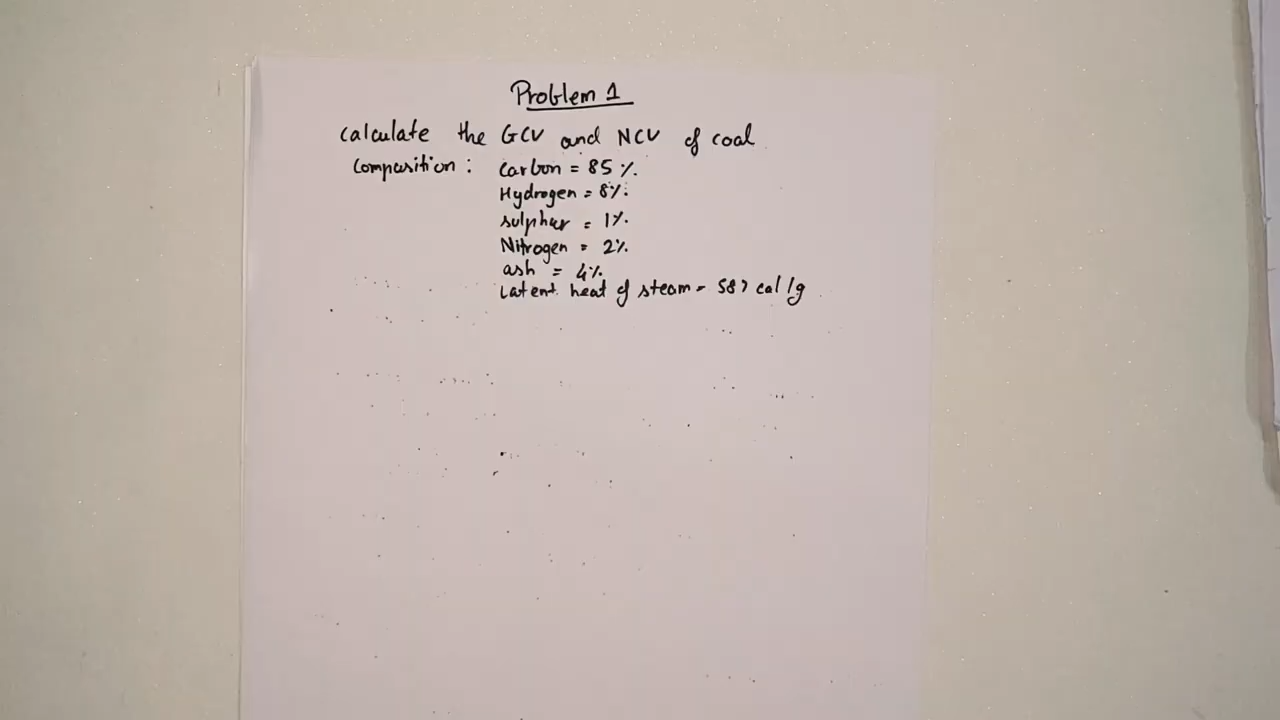 Problem 1
calculate the GCV and NCV of coal
composition : carbon = 85 %.
Hydrogen = 8%.
sulphur = 1%.
Nitrogen = 2%.
ash = 4%.
Latent heat of steam = 587 cal/g